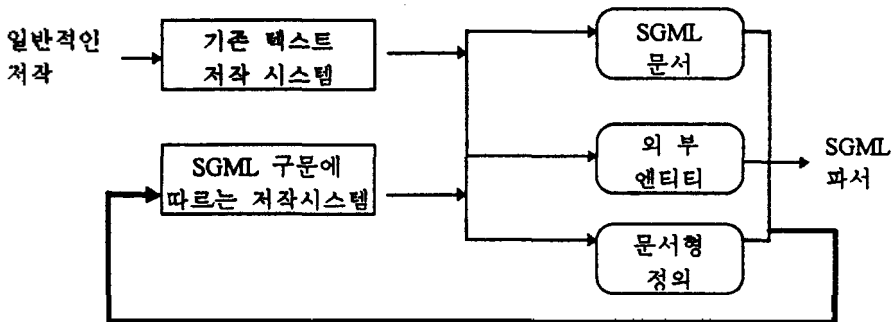 일반적인
저작
기존 텍스트
저작 시스템
SGML 구문에
따르는 저작시스템
SGML
문서
외 부
앤티티
문서형
정의
SGML
파서